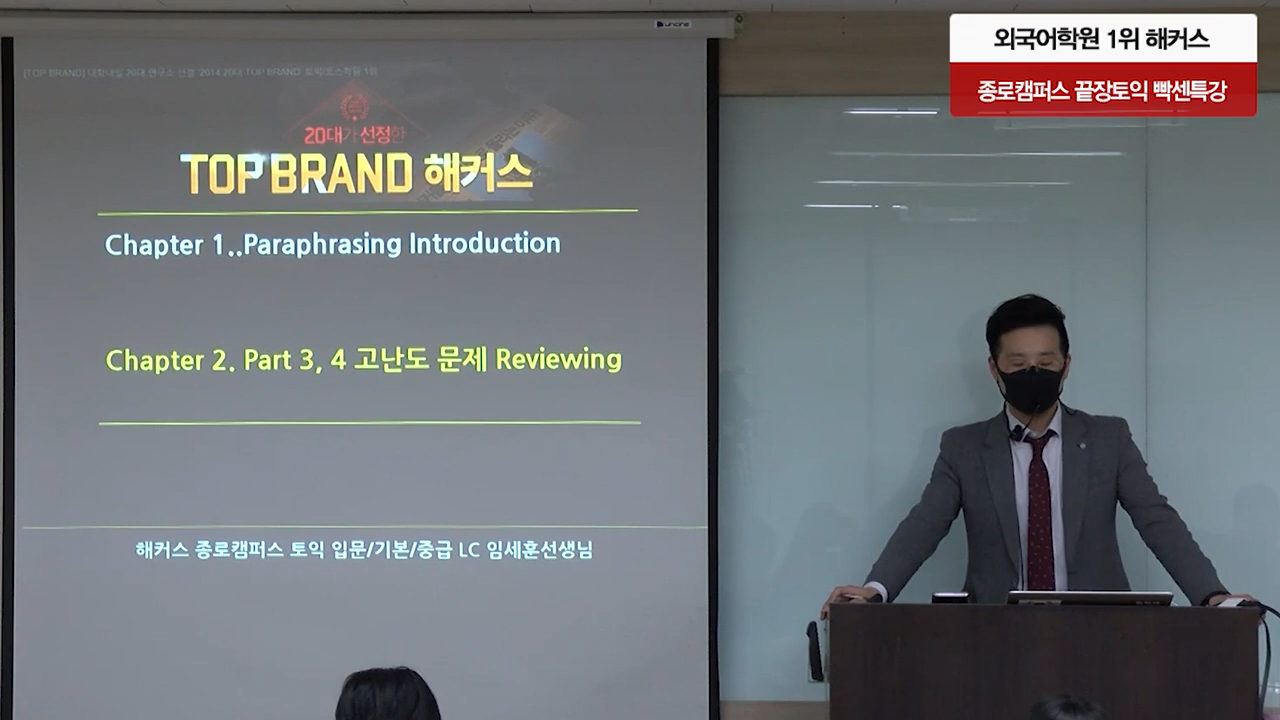 [TOP BRAND] 대학내일 20대 연구소 선정 '2014 20대 TOP BRAND' 토익/토스학원 1위
20대가 선정한
TOP BRAND 해커스
Chapter 1..Paraphrasing Introduction
Chapter 2. Part 3, 4 고난도 문제 Reviewing
해커스 종로캠퍼스 토익 입문/기본/중급 LC 임세훈선생님
외국어학원 1위 해커스
종로캠퍼스 끝장토익 빡센특강